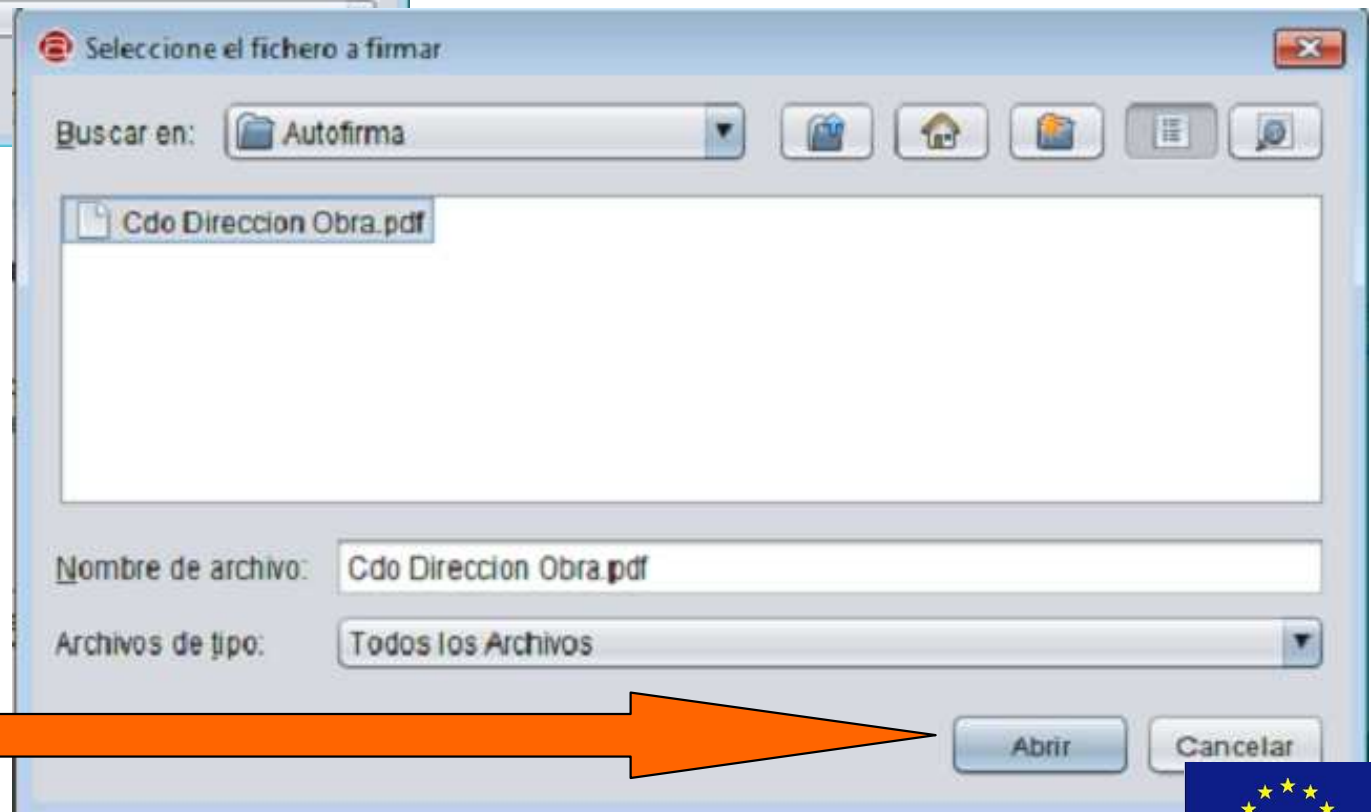 Seleccione el fichero a firmar
Buscar en: Autofirma
Cdo Direccion Obra.pdf
Nombre de archivo: Cdo Direccion Obra.pdf
Archivos de tipo: Todos los Archivos
Abrir Cancelar